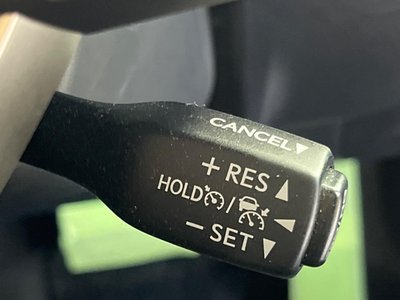 CANCEL▼
+ RES ▲
HOLD / ◀
− SET ▼